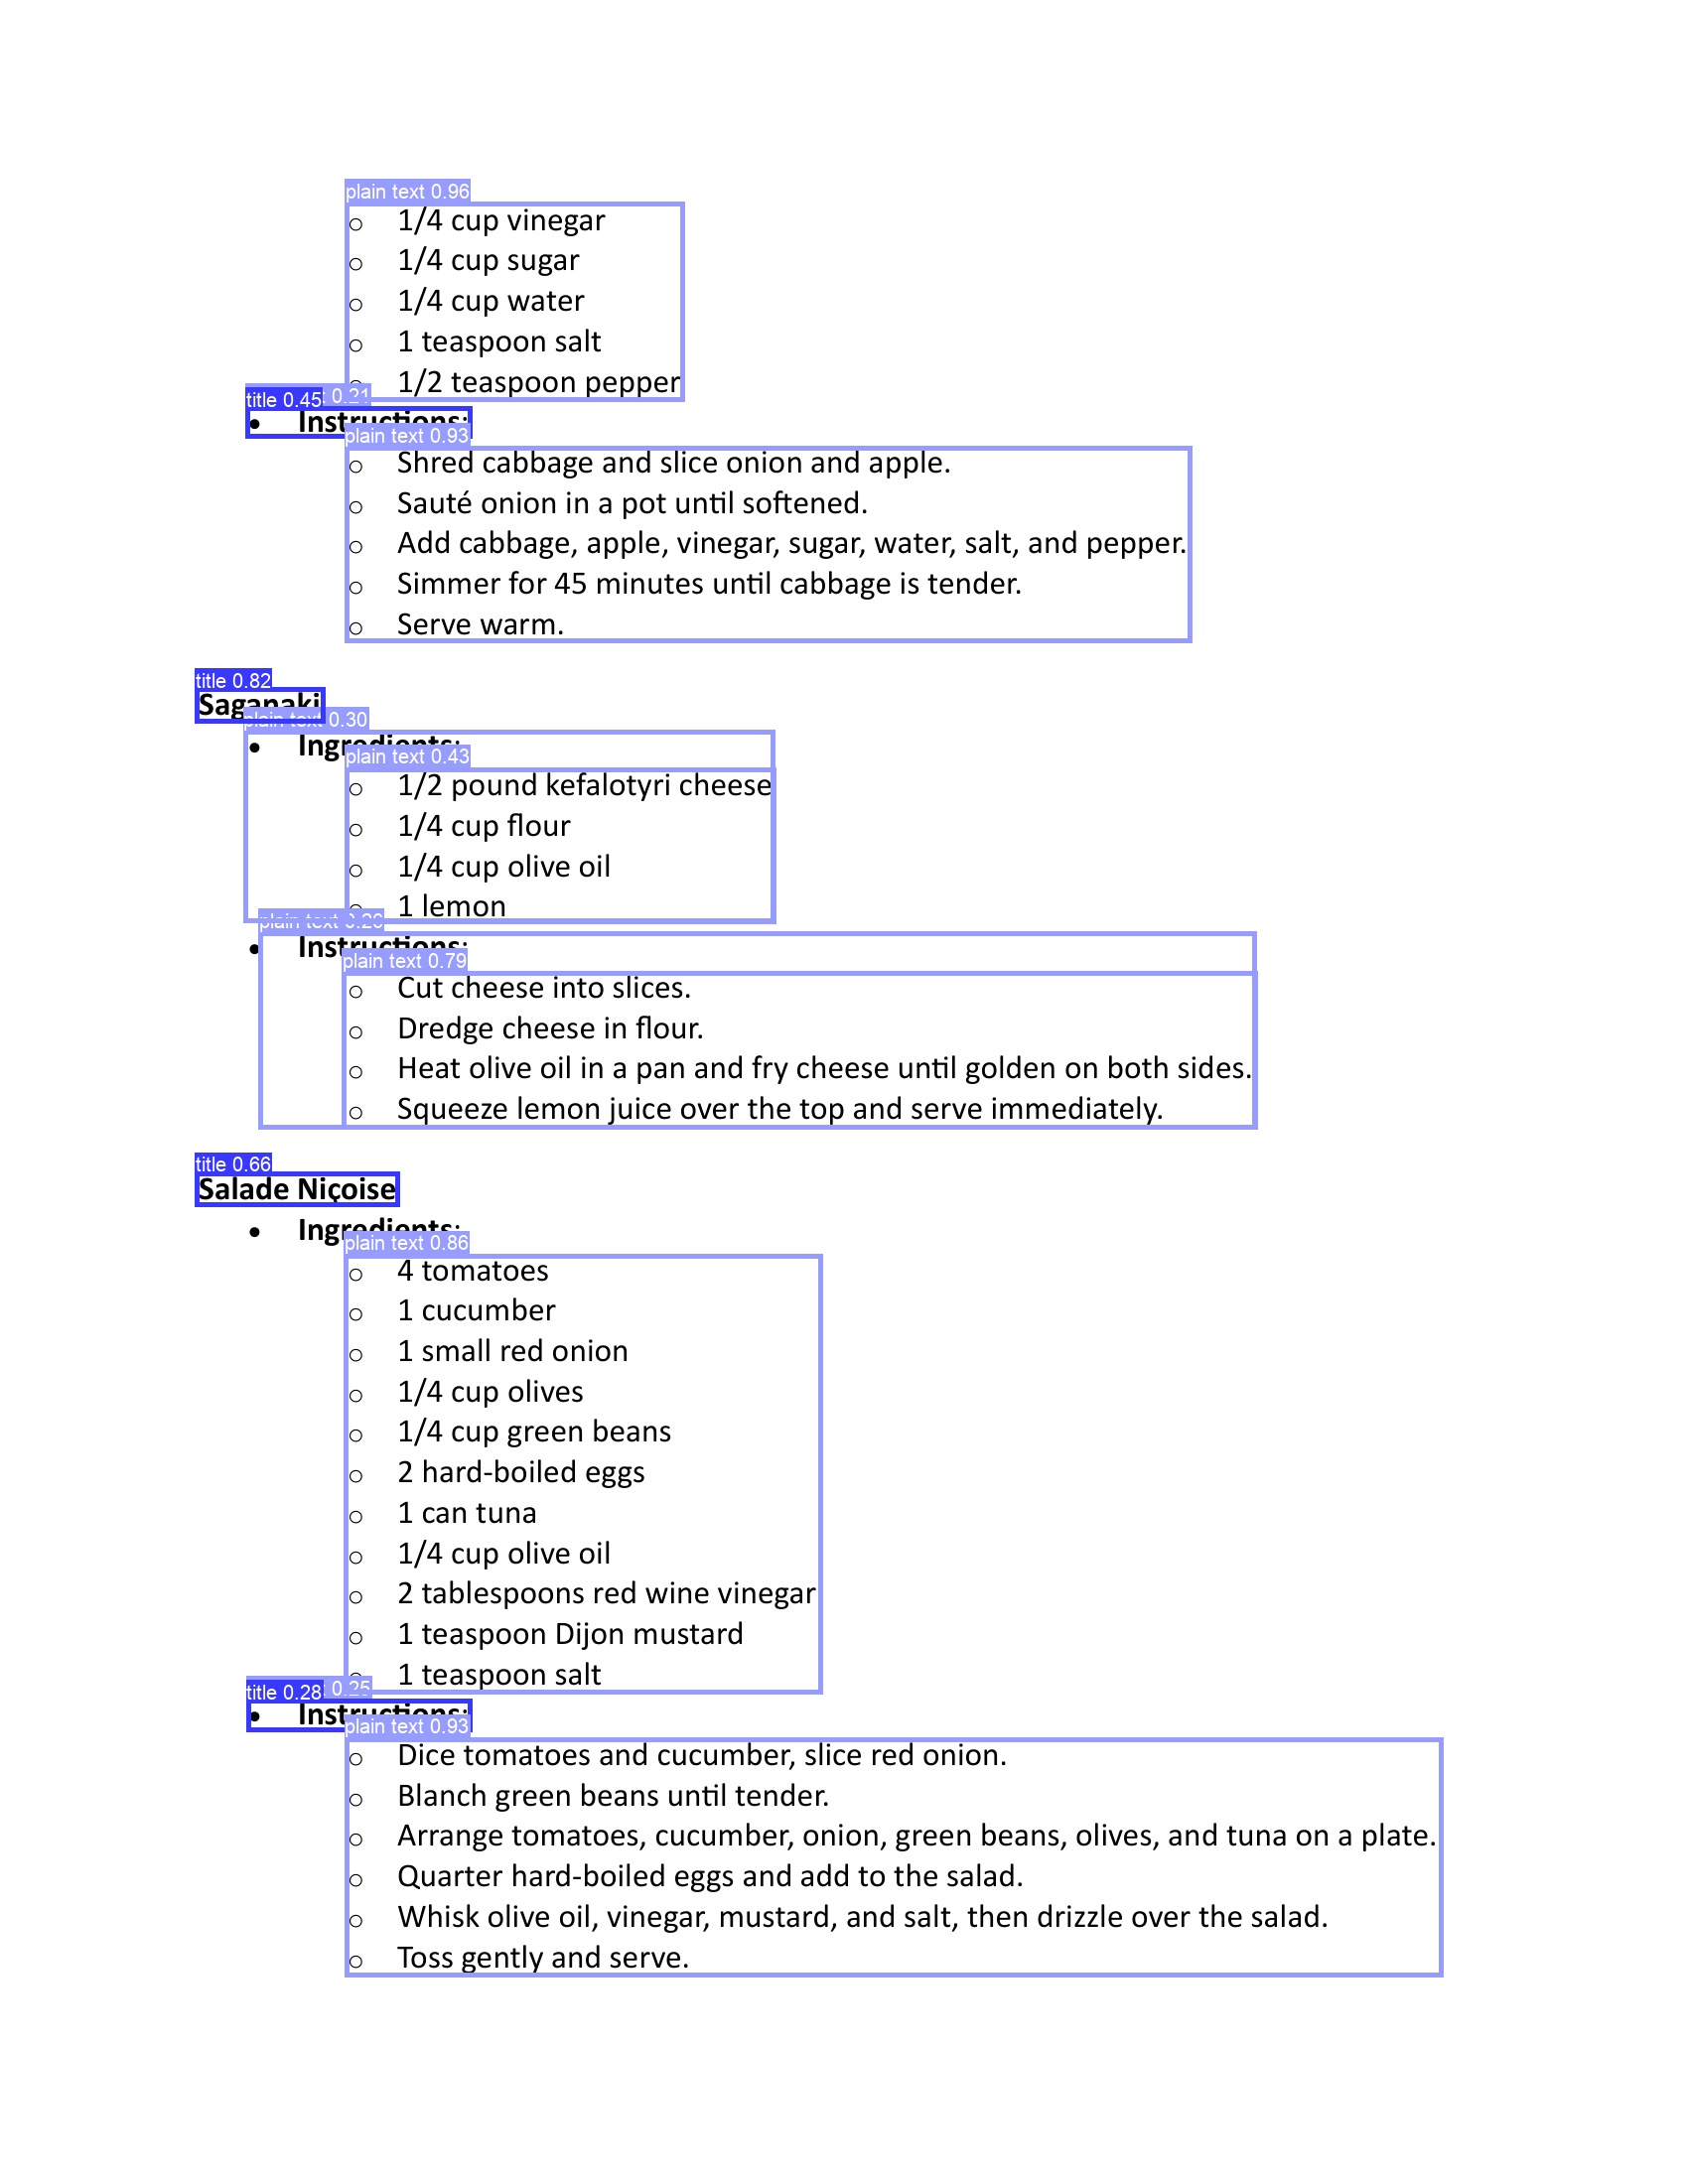 plain text 0.96
○ 1/4 cup vinegar
○ 1/4 cup sugar
○ 1/4 cup water
○ 1 teaspoon salt
○ 1/2 teaspoon pepper
title 0.45 0.21
• Instructions:
plain text 0.93
○ Shred cabbage and slice onion and apple.
○ Sauté onion in a pot until softened.
○ Add cabbage, apple, vinegar, sugar, water, salt, and pepper.
○ Simmer for 45 minutes until cabbage is tender.
○ Serve warm.
title 0.82
Saganaki
plain text 0.30
• Ingredients:
plain text 0.43
○ 1/2 pound kefalotyri cheese
○ 1/4 cup flour
○ 1/4 cup olive oil
○ 1 lemon
plain text
• Instructions:
plain text 0.79
○ Cut cheese into slices.
○ Dredge cheese in flour.
○ Heat olive oil in a pan and fry cheese until golden on both sides.
○ Squeeze lemon juice over the top and serve immediately.
title 0.66
Salade Niçoise
• Ingredients:
plain text 0.86
○ 4 tomatoes
○ 1 cucumber
○ 1 small red onion
○ 1/4 cup olives
○ 1/4 cup green beans
○ 2 hard-boiled eggs
○ 1 can tuna
○ 1/4 cup olive oil
○ 2 tablespoons red wine vinegar
○ 1 teaspoon Dijon mustard
○ 1 teaspoon salt
title 0.28 0.25
• Instructions:
plain text 0.93
○ Dice tomatoes and cucumber, slice red onion.
○ Blanch green beans until tender.
○ Arrange tomatoes, cucumber, onion, green beans, olives, and tuna on a plate.
○ Quarter hard-boiled eggs and add to the salad.
○ Whisk olive oil, vinegar, mustard, and salt, then drizzle over the salad.
○ Toss gently and serve.